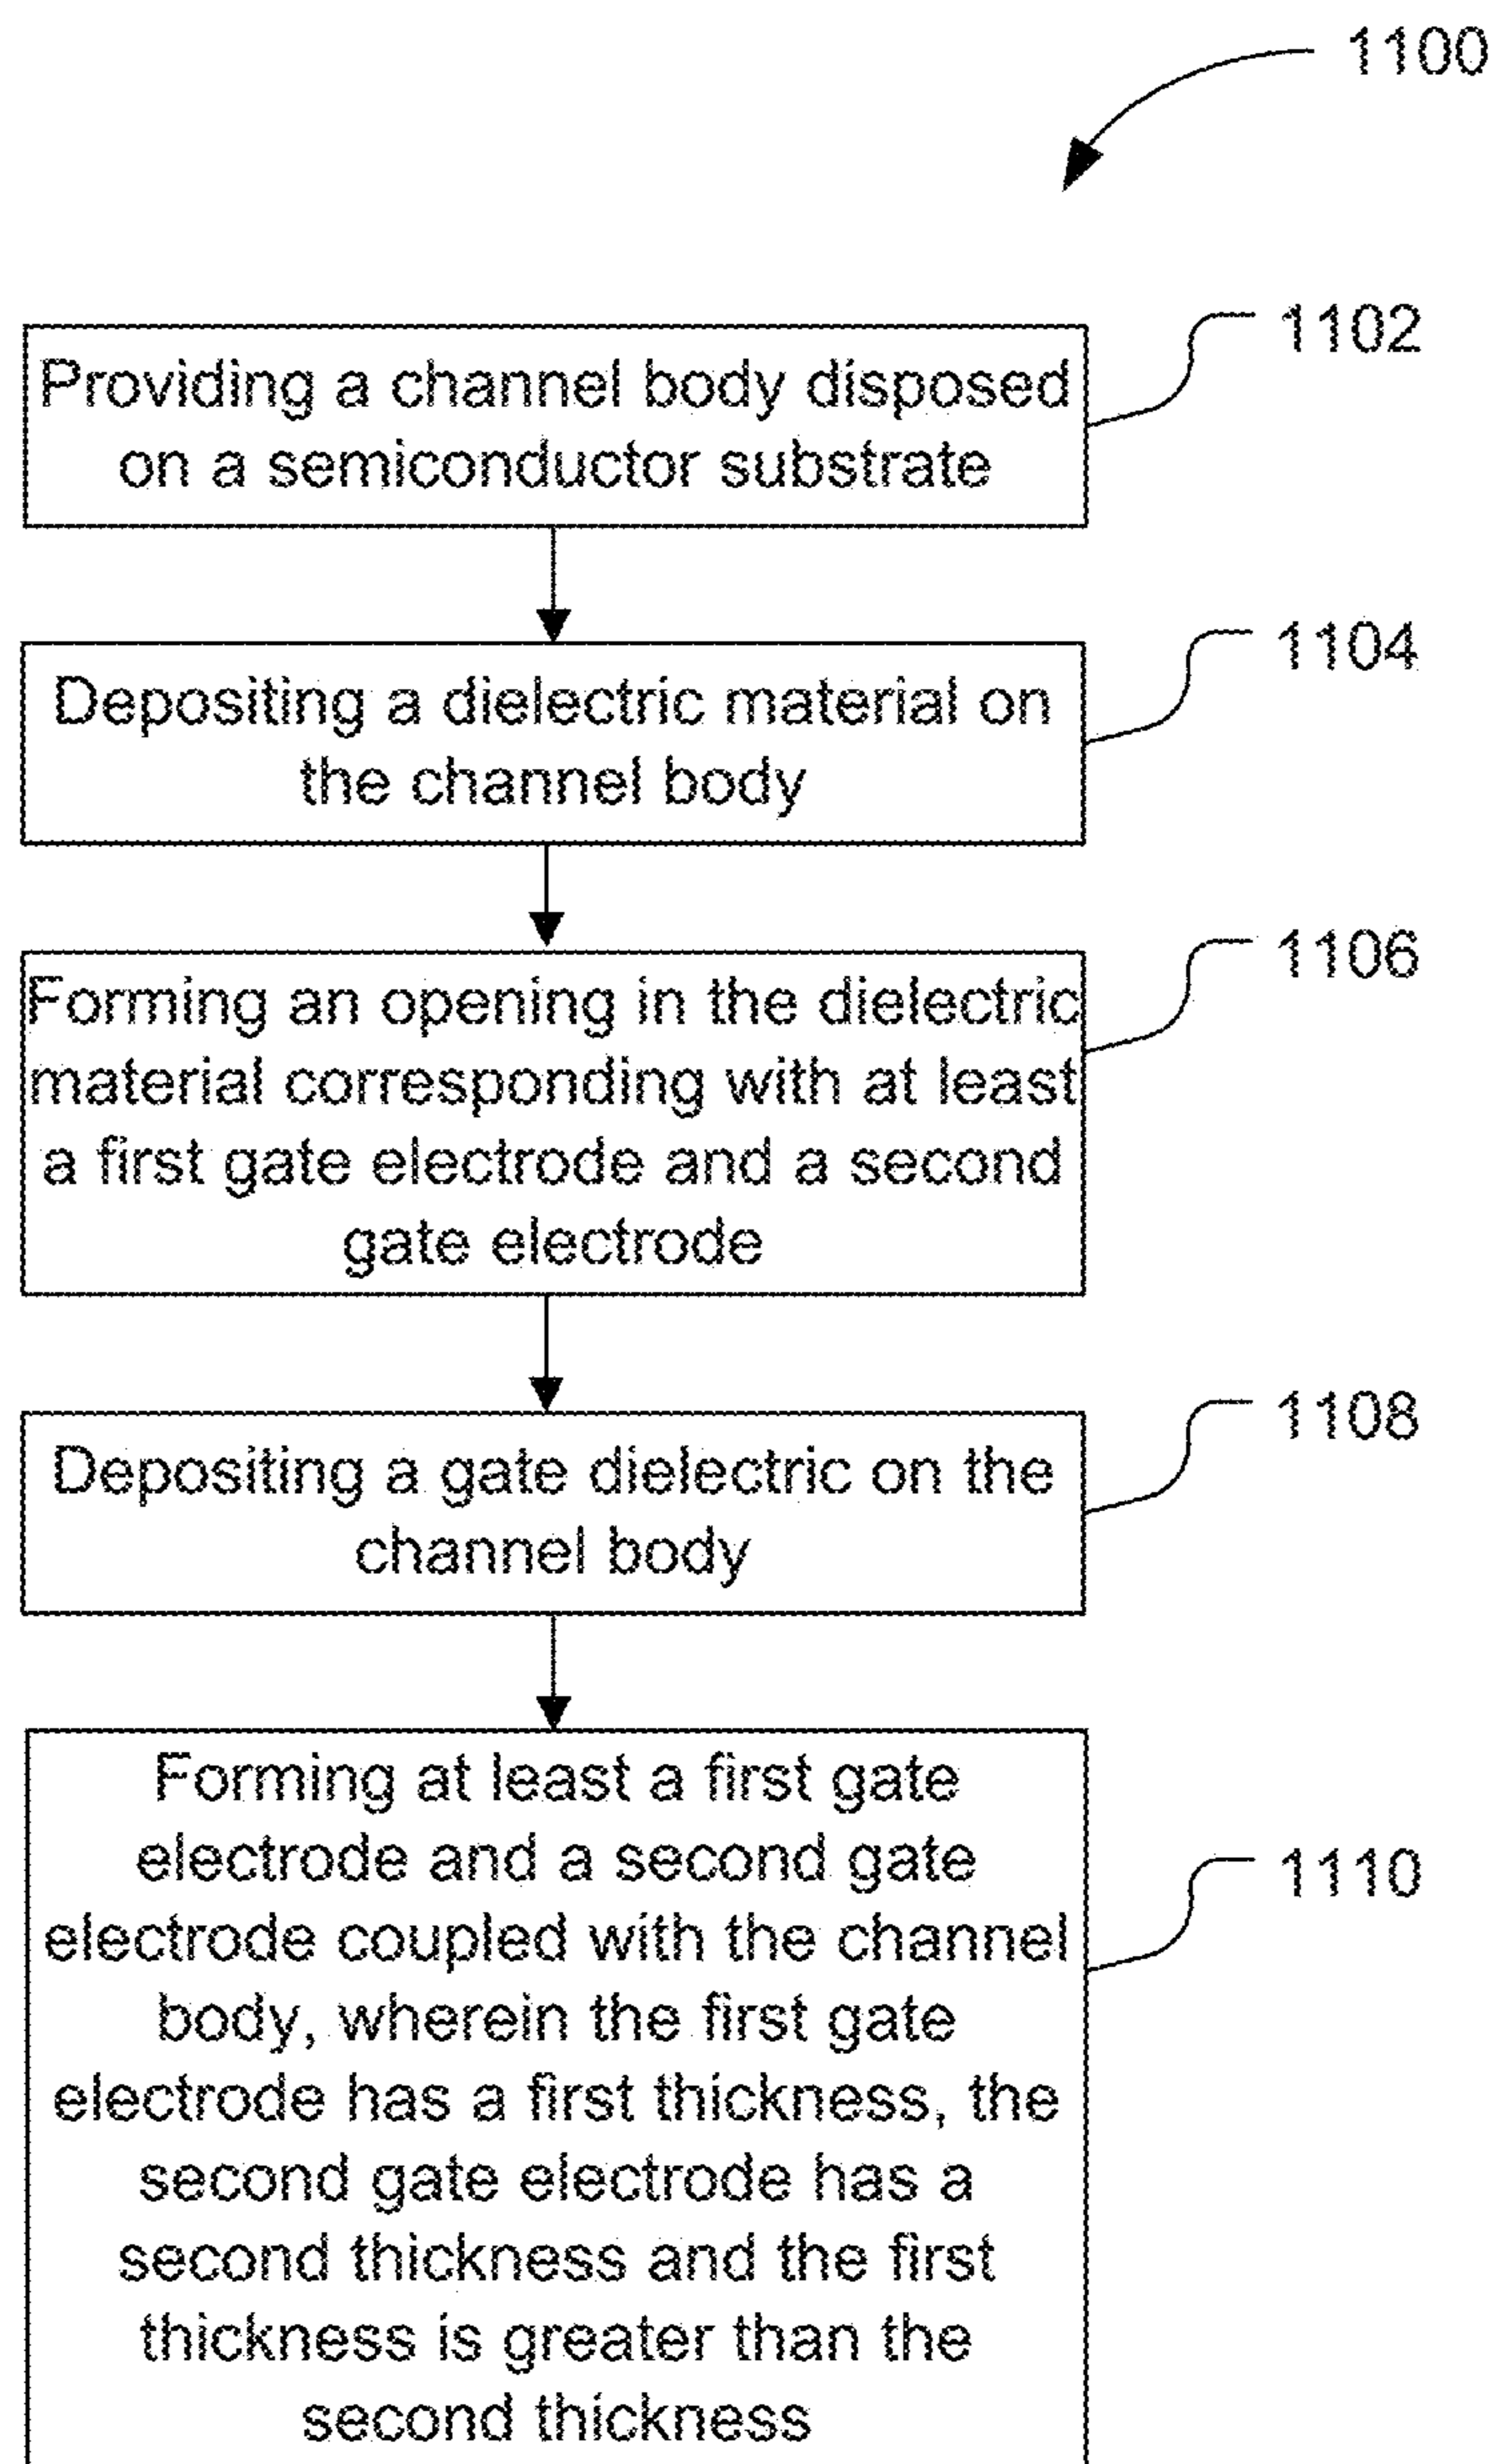 1100
Providing a channel body disposed
on a semiconductor substrate
1102
Depositing a dielectric material on
the channel body
1104
Forming an opening in the dielectric
material corresponding with at least
a first gate electrode and a second
gate electrode
1106
Depositing a gate dielectric on the
channel body
1108
Forming at least a first gate
electrode and a second gate
electrode coupled with the channel
body, wherein the first gate
electrode has a first thickness, the
second gate electrode has a
second thickness and the first
thickness is greater than the
second thickness
1110